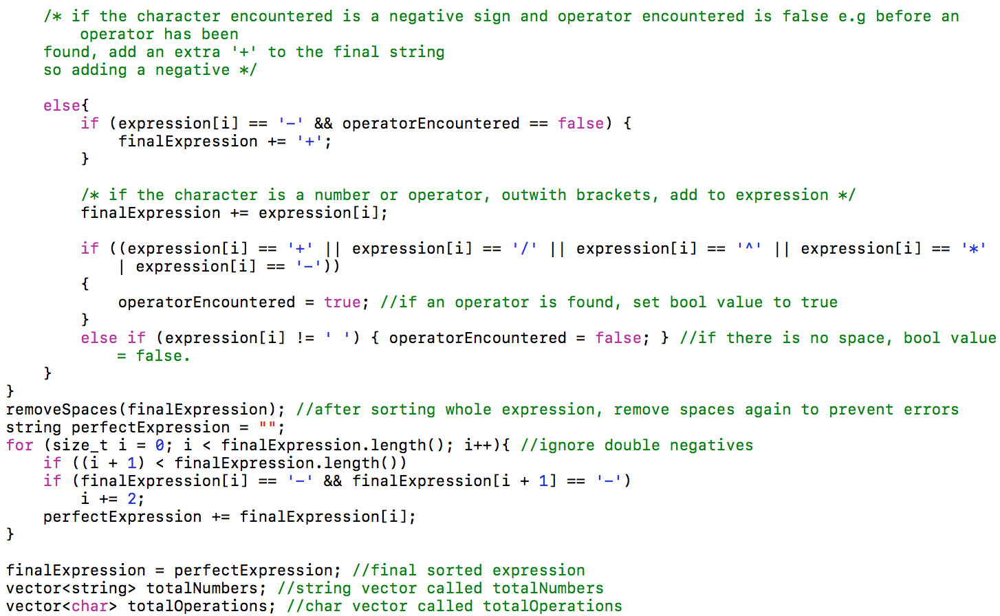 /* if the character encountered is a negative sign and operator encountered is false e.g before an
operator has been
found, add an extra '+' to the final string
so adding a negative */
else{
if (expression[i] == '-' && operatorEncountered == false) {
finalExpression += '+';
}
/* if the character is a number or operator, outwith brackets, add to expression */
finalExpression += expression[i];
if ((expression[i] == '+' || expression[i] == '/' || expression[i] == '^' || expression[i] == '*'
| expression[i] == '-'))
{
operatorEncountered = true; //if an operator is found, set bool value to true
}
else if (expression[i] != ' ') { operatorEncountered = false; } //if there is no space, bool value
= false.
}
}
removeSpaces(finalExpression); //after sorting whole expression, remove spaces again to prevent errors
string perfectExpression = "";
for (size_t i = 0; i < finalExpression.length(); i++){ //ignore double negatives
if ((i + 1) < finalExpression.length())
if (finalExpression[i] == '-' && finalExpression[i + 1] == '-')
i += 2;
perfectExpression += finalExpression[i];
}
finalExpression = perfectExpression; //final sorted expression
vector<string> totalNumbers; //string vector called totalNumbers
vector<char> totalOperations; //char vector called totalOperations